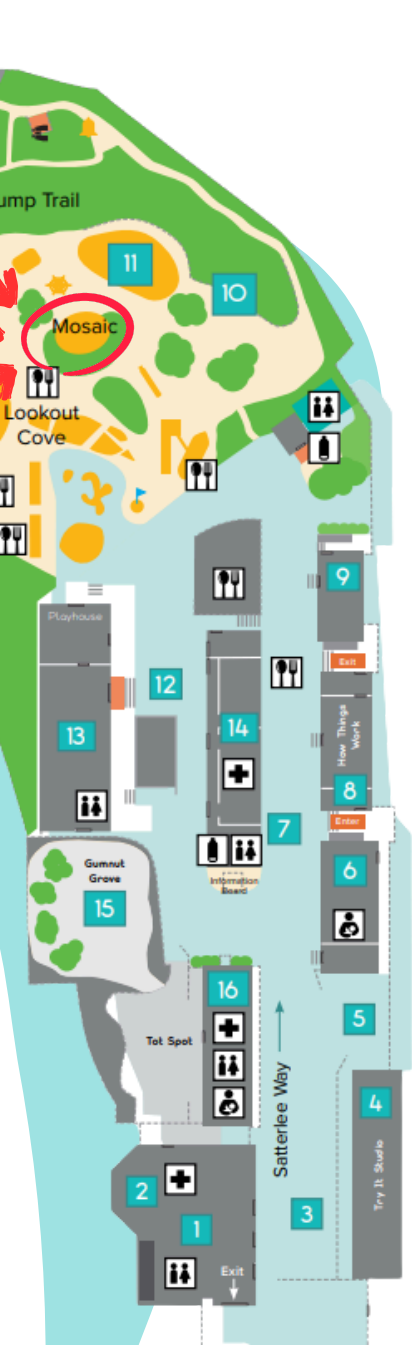 ump Trail
11
10
Mosaic
Lookout
Cove
9
Playhouse
Exit
12
14
13
How Things
Work
8
7
Enter
Gumnut
Grove
6
15
Information
Board
16
5
Tot Spot
Satterlee Way
4
Try It Studio
2
3
1
Exit